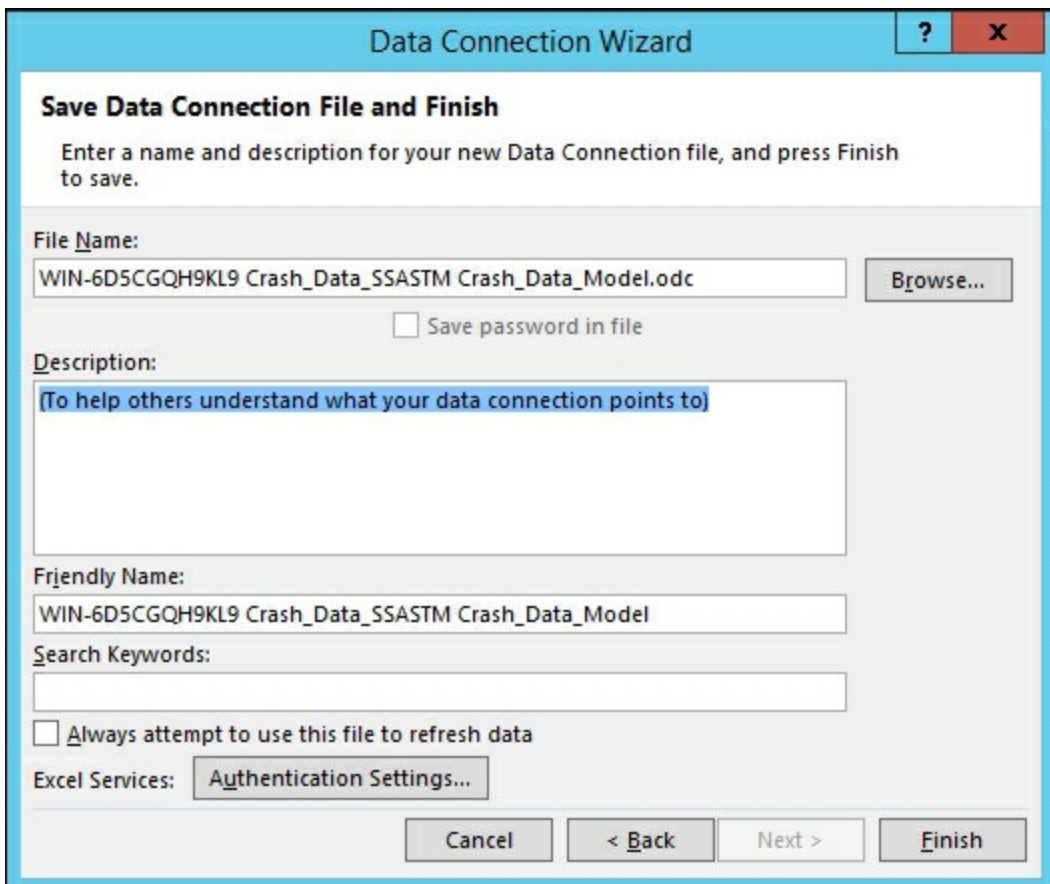 Data Connection Wizard
?
x
Save Data Connection File and Finish
Enter a name and description for your new Data Connection file, and press Finish
to save.
File Name:
WIN-6D5CGQH9KL9 Crash_Data_SSASTM Crash_Data_Model.odc
Browse...
Save password in file
Description:
(To help others understand what your data connection points to)
Friendly Name:
WIN-6D5CGQH9KL9 Crash_Data_SSASTM Crash_Data_Model
Search Keywords:
Always attempt to use this file to refresh data
Excel Services:
Authentication Settings...
Cancel
< Back
Next >
Finish